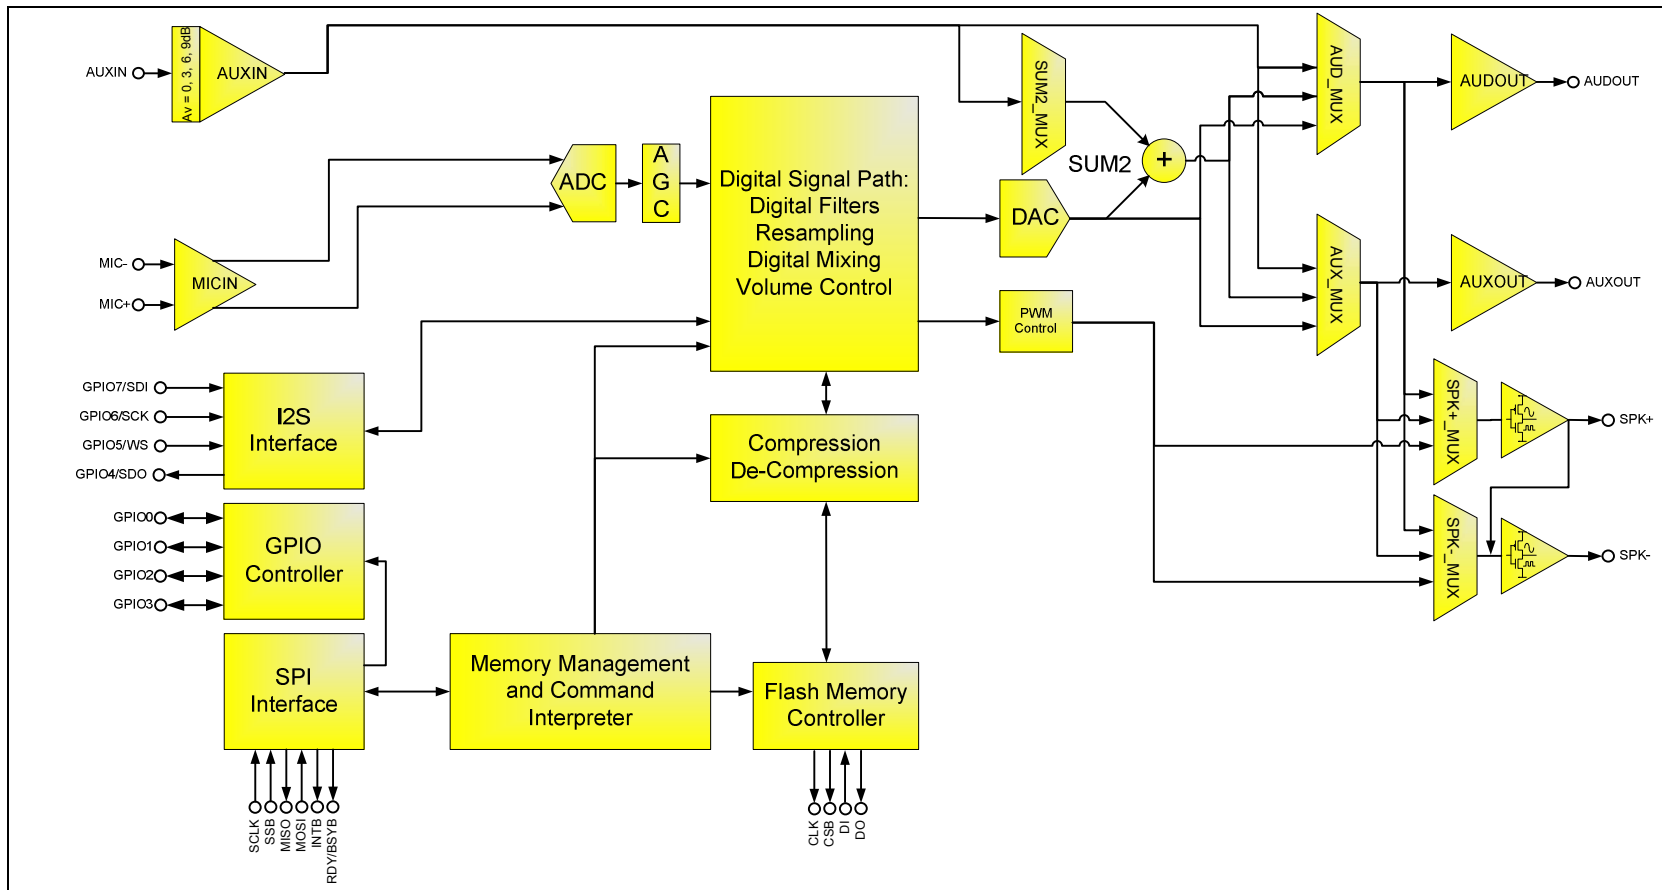 AUXIN
Av = 0, 3, 6, 9dB
AUXIN
SUM2_MUX
AUD_MUX
AUDOUT
AUDOUT
MIC-
MIC+
MICIN
ADC
A
G
C
Digital Signal Path:
Digital Filters
Resampling
Digital Mixing
Volume Control
SUM2
+
DAC
PWM
Control
AUX_MUX
AUXOUT
AUXOUT
GPIO7/SDI
GPIO6/SCK
GPIO5/WS
GPIO4/SDO
I2S
Interface
Compression
De-Compression
SPK+_MUX
SPK+
GPIO0
GPIO1
GPIO2
GPIO3
GPIO
Controller
SPK-_MUX
SPK-
SPI
Interface
Memory Management
and Command
Interpreter
Flash Memory
Controller
SCLK
SSB
MISO
MOSI
INTB
RDY/BSYB
CLK
CSB
DI
DO